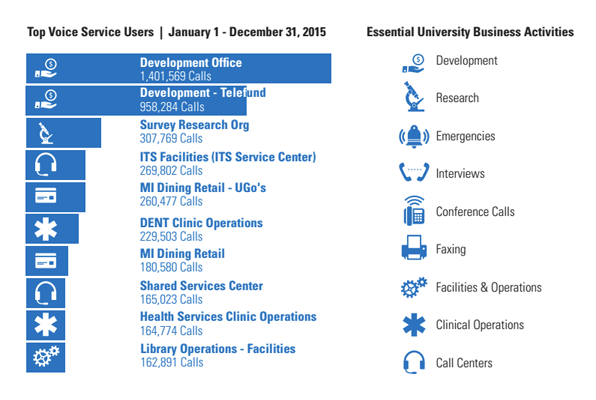 Top Voice Service Users | January 1 - December 31, 2015
Development Office
1,401,569 Calls
Development - Telefund
958,284 Calls
Survey Research Org
307,769 Calls
ITS Facilities (ITS Service Center)
269,802 Calls
MI Dining Retail - UGo's
260,477 Calls
DENT Clinic Operations
229,503 Calls
MI Dining Retail
180,580 Calls
Shared Services Center
165,023 Calls
Health Services Clinic Operations
164,774 Calls
Library Operations - Facilities
162,891 Calls
Essential University Business Activities
$ Development
Research
Emergencies
Interviews
Conference Calls
Faxing
Facilities & Operations
Clinical Operations
Call Centers